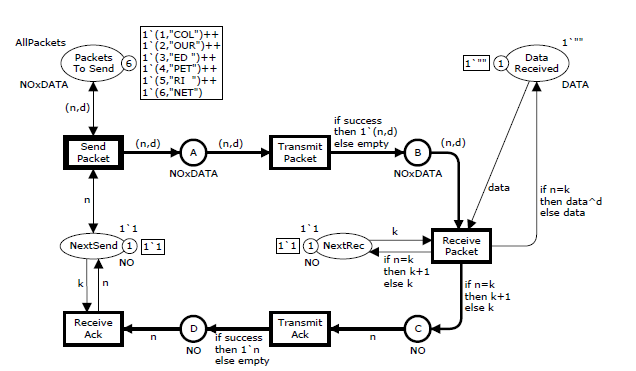 AllPackets
1`(1,"COL")++
1`(2,"OUR")++
1`(3,"ED ")++
1`(4,"PET")++
1`(5,"RI  ")++
1`(6,"NET")
Packets
To Send
6
NOxDATA
(n,d)
1`""
1`""
1
Data
Received
DATA
Send
Packet
(n,d)
A
NOxDATA
(n,d)
Transmit
Packet
if success
then 1`(n,d)
else empty
B
NOxDATA
(n,d)
data
if n=k
then data^d
else data
n
1`1
NextSend
1
1`1
NO
1`1
1`1
1
NextRec
NO
k
if n=k
then k+1
else k
Receive
Packet
if n=k
then k+1
else k
k
n
Receive
Ack
n
D
NO
if success
then 1`n
else empty
Transmit
Ack
n
C
NO